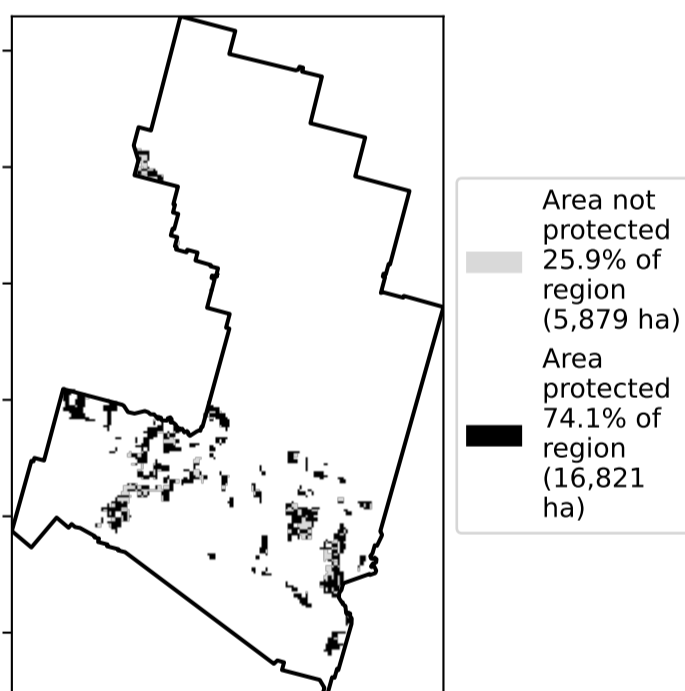 Area not
protected
25.9% of
region
(5,879 ha)
Area
protected
74.1% of
region
(16,821
ha)